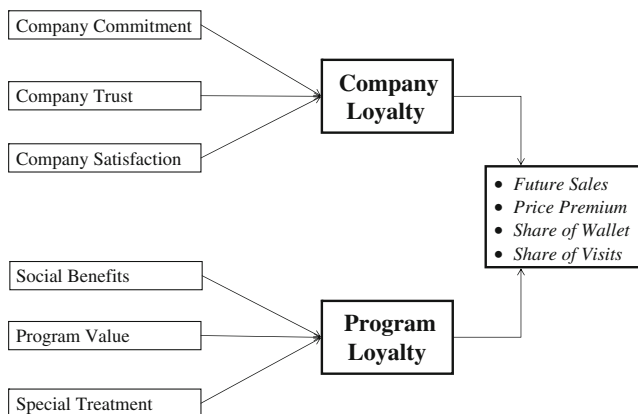 Company Commitment
Company Trust
Company Satisfaction
Company
Loyalty
• Future Sales
• Price Premium
• Share of Wallet
• Share of Visits
Social Benefits
Program Value
Special Treatment
Program
Loyalty